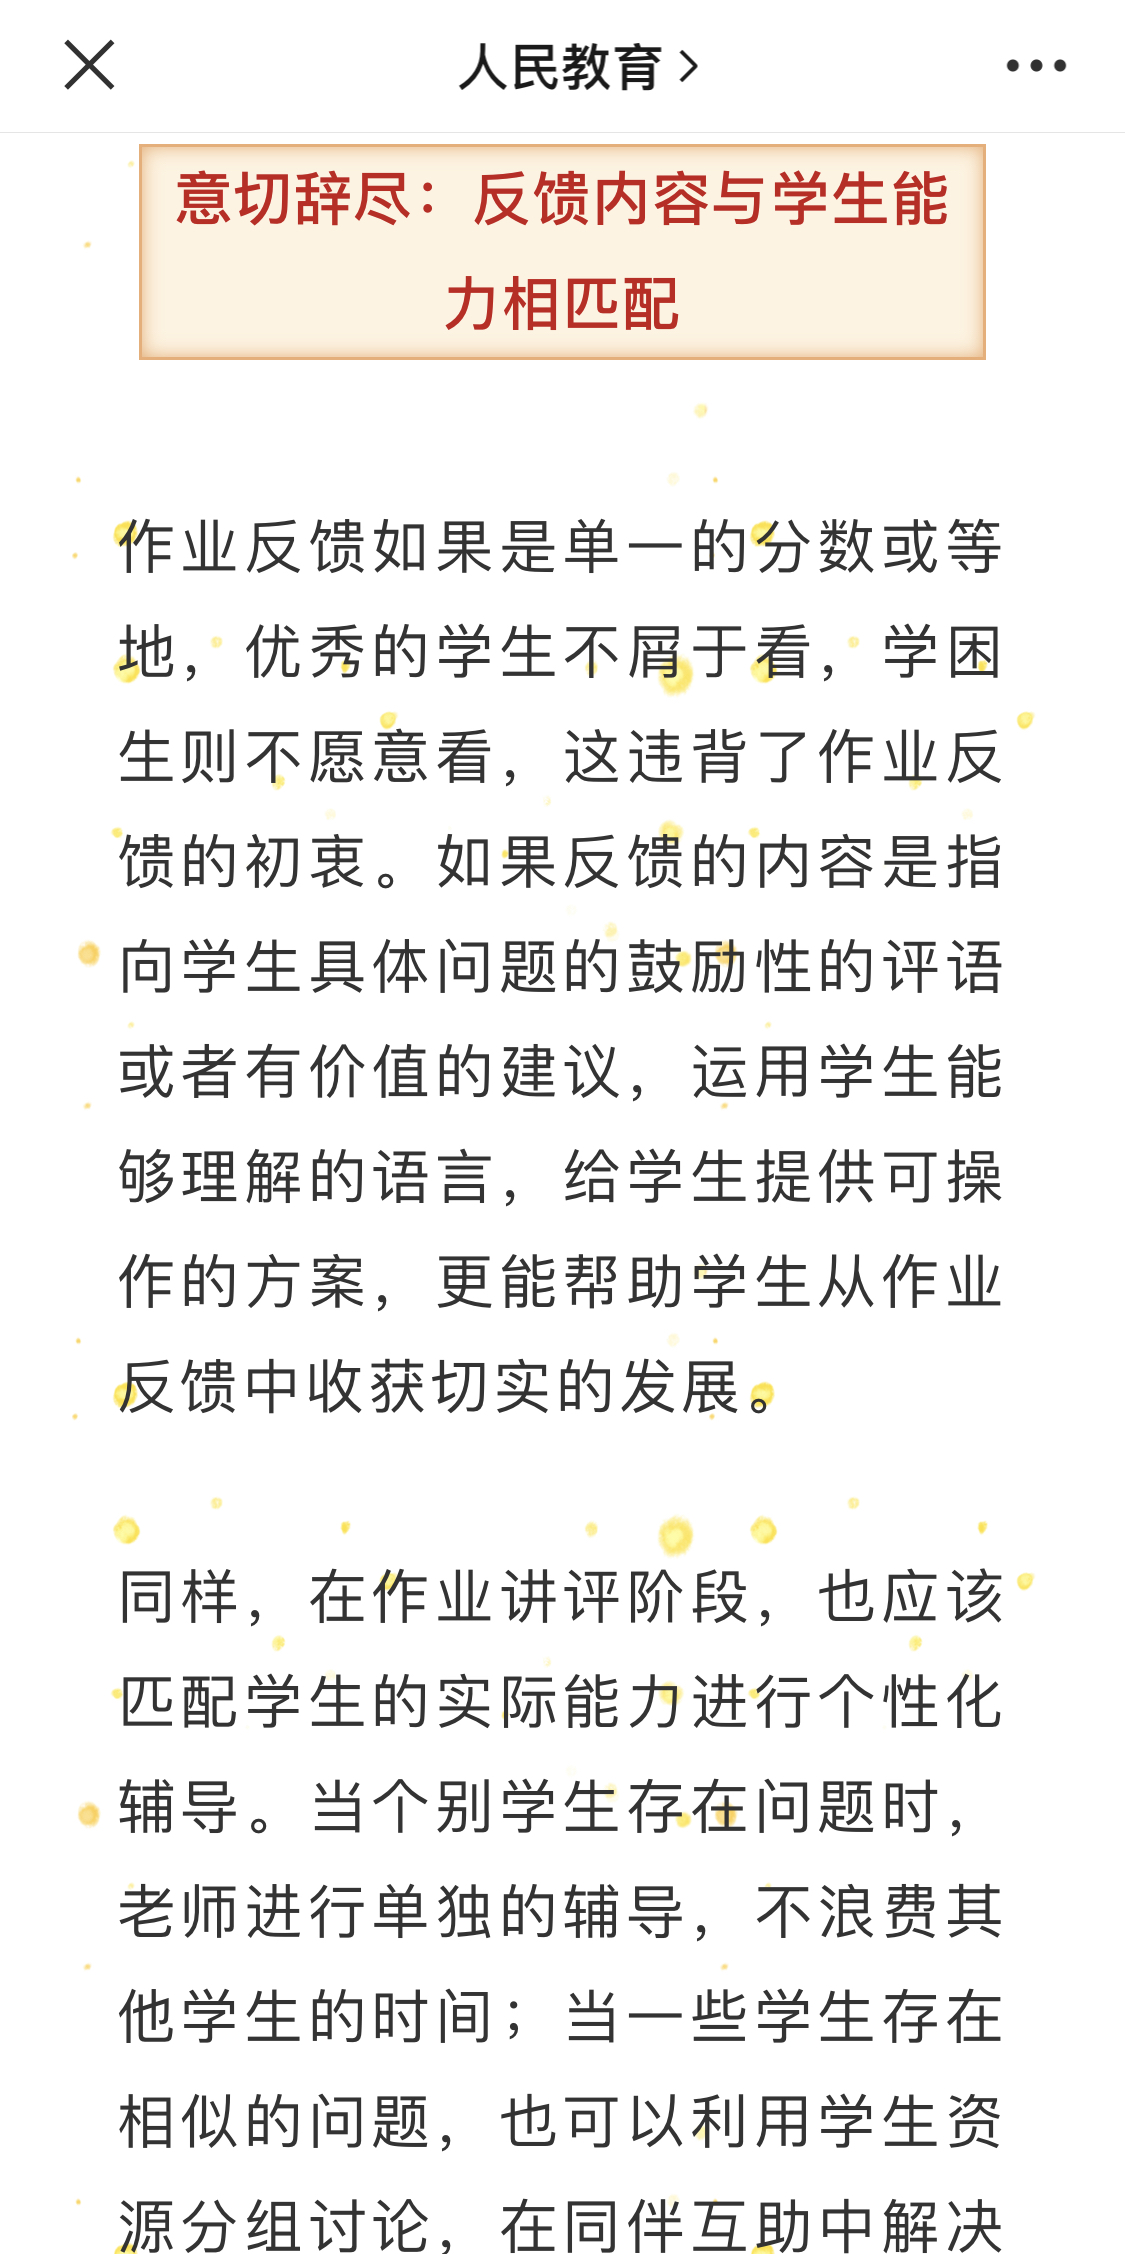 人民教育
意切辞尽：反馈内容与学生能
力相匹配
作业反馈如果是单一的分数或等
地，优秀的学生不屑于看，学困
生则不愿意看，这违背了作业反
馈的初衷。如果反馈的内容是指
向学生具体问题的鼓励性的评语
或者有价值的建议，运用学生能
够理解的语言，给学生提供可操
作的方案，更能帮助学生从作业
反馈中收获切实的发展。
同样，在作业讲评阶段，也应该
匹配学生的实际能力进行个性化
辅导。当个别学生存在问题时，
老师进行单独的辅导，不浪费其
他学生的时间；当一些学生存在
相似的问题，也可以利用学生资
源分组讨论，在同伴互助中解决